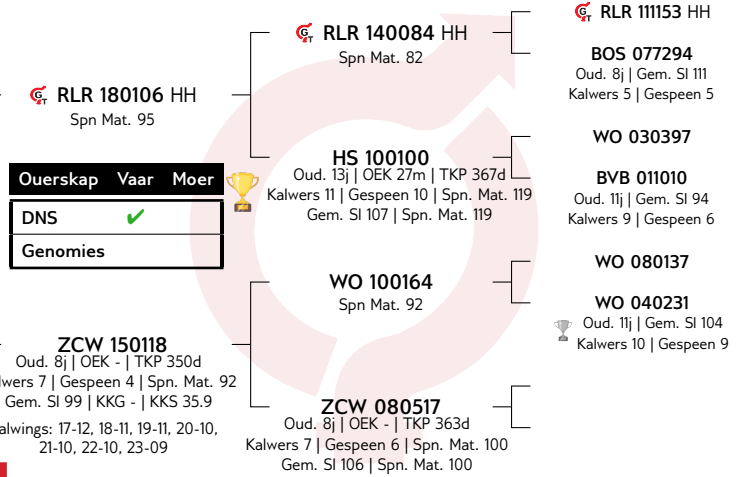 RLR 180106 HH
Spn Mat. 95
Ouerskap Vaar Moer
DNS ✔
Genomies
ZCW 150118
Oud. 8j | OEK - | TKP 350d
7 | Gespeen 4 | Spn. Mat. 92
Gem. SI 99 | KKG - | KKS 35.9
17-12, 18-11, 19-11, 20-10,
21-10, 22-10, 23-09
RLR 140084 HH
Spn Mat. 82
HS 100100
Oud. 13j | OEK 27m | TKP 367d
Kalwers 11 | Gespeen 10 | Spn. Mat. 119
Gem. SI 107 | Spn. Mat. 119
WO 100164
Spn Mat. 92
ZCW 080517
Oud. 8j | OEK - | TKP 363d
Kalwers 7 | Gespeen 6 | Spn. Mat. 100
Gem. SI 106 | Spn. Mat. 100
RLR 111153 HH
BOS 077294
Oud. 8j | Gem. SI 111
Kalwers 5 | Gespeen 5
WO 030397
BVB 011010
Oud. 11j | Gem. SI 94
Kalwers 9 | Gespeen 6
WO 080137
WO 040231
Oud. 11j | Gem. SI 104
Kalwers 10 | Gespeen 9